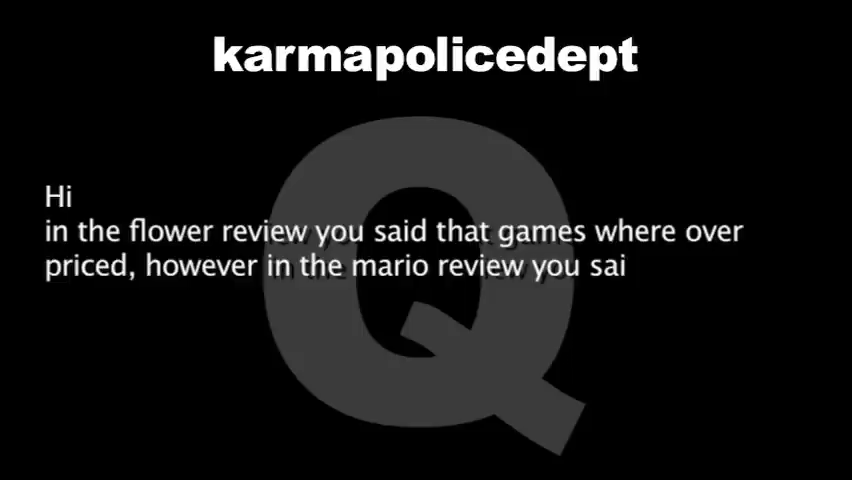 karmapolicedept
Hi
in the flower review you said that games where over
priced, however in the mario review you sai